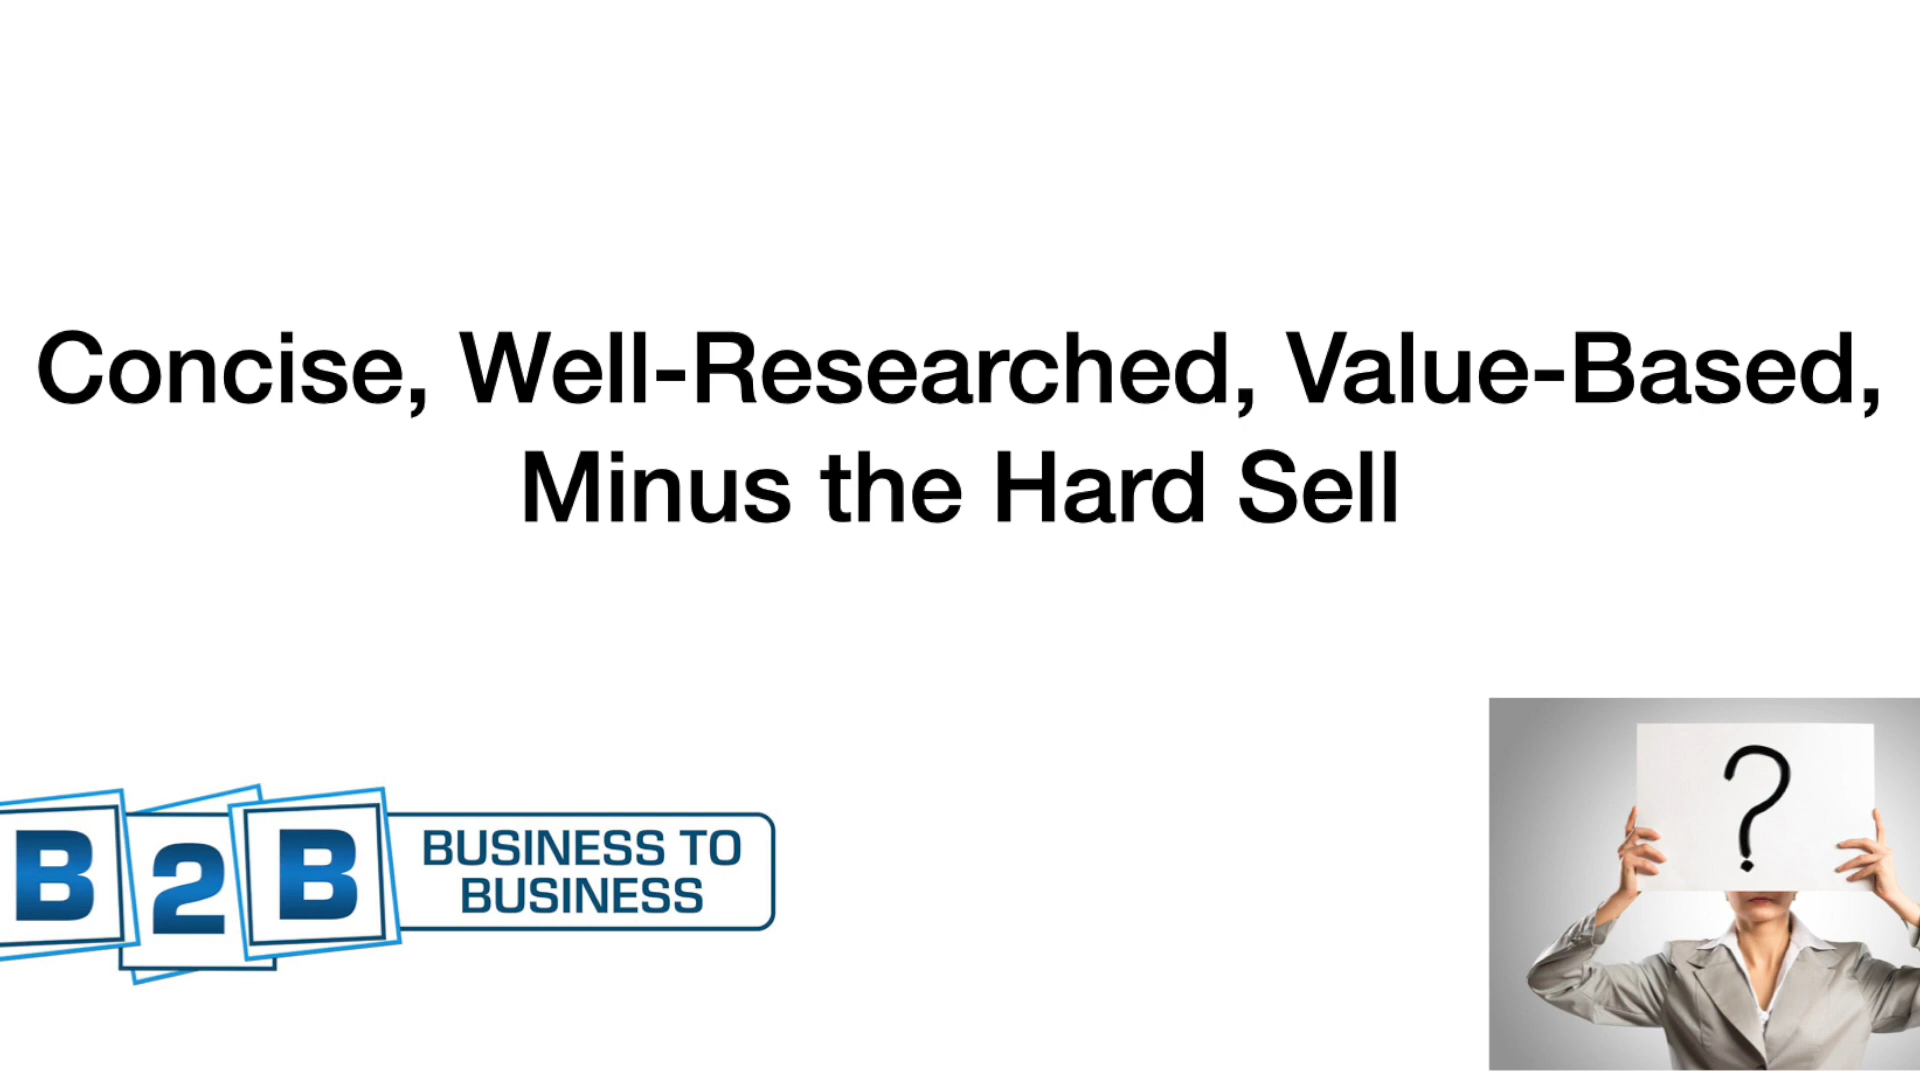 Concise, Well-Researched, Value-Based,
Minus the Hard Sell
B2B
BUSINESS TO
BUSINESS
?